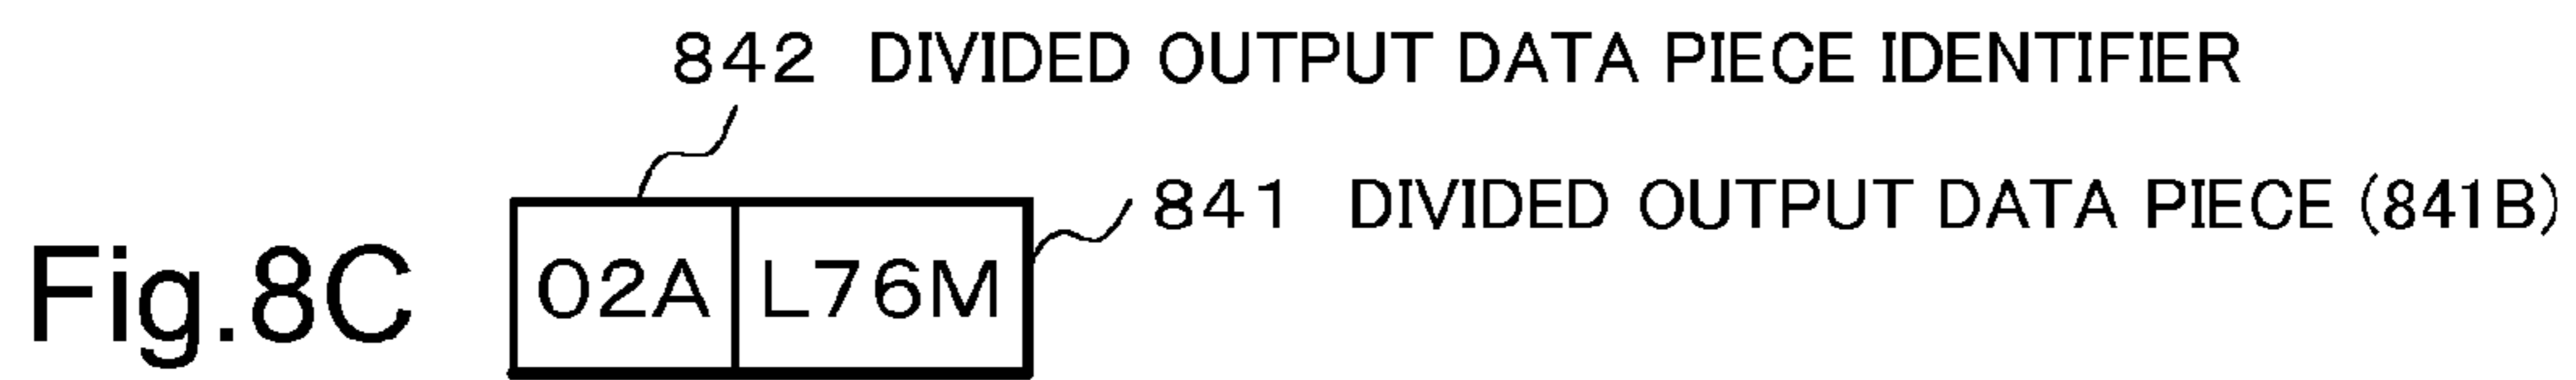 842 DIVIDED OUTPUT DATA PIECE IDENTIFIER
841 DIVIDED OUTPUT DATA PIECE (841B)
Fig.8C 02A L76M